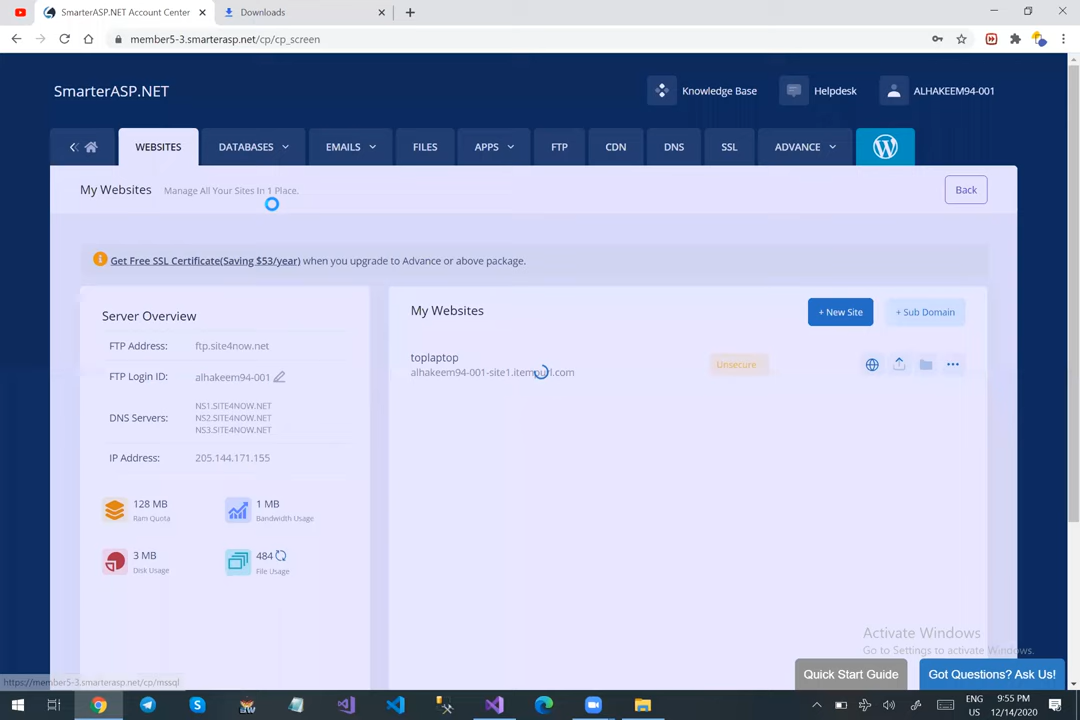 SmarterASP.NET Account Center
Downloads
member5-3.smarterasp.net/cp/cp_screen
SmarterASP.NET
Knowledge Base
Helpdesk
ALHAKEEM94-001
WEBSITES
DATABASES
EMAILS
FILES
APPS
FTP
CDN
DNS
SSL
ADVANCE
My Websites
Manage All Your Sites In 1 Place.
Back
Get Free SSL Certificate(Saving $53/year) when you upgrade to Advance or above package.
Server Overview
FTP Address: ftp.site4now.net
FTP Login ID: alhakeem94-001
DNS Servers: NS1.SITE4NOW.NET
NS2.SITE4NOW.NET
NS3.SITE4NOW.NET
IP Address: 205.144.171.155
128 MB
Ram Quota
1 MB
Bandwidth Usage
3 MB
Disk Usage
484
File Usage
My Websites
+ New Site
+ Sub Domain
toplaptop
alhakeem94-001-site1.itempurl.com
Unsecure
Activate Windows
Go to Settings to activate Windows.
Quick Start Guide
Got Questions? Ask Us!
https://member5-3.smarterasp.net/cp/mssql
ENG
US
9:55 PM
12/14/2020